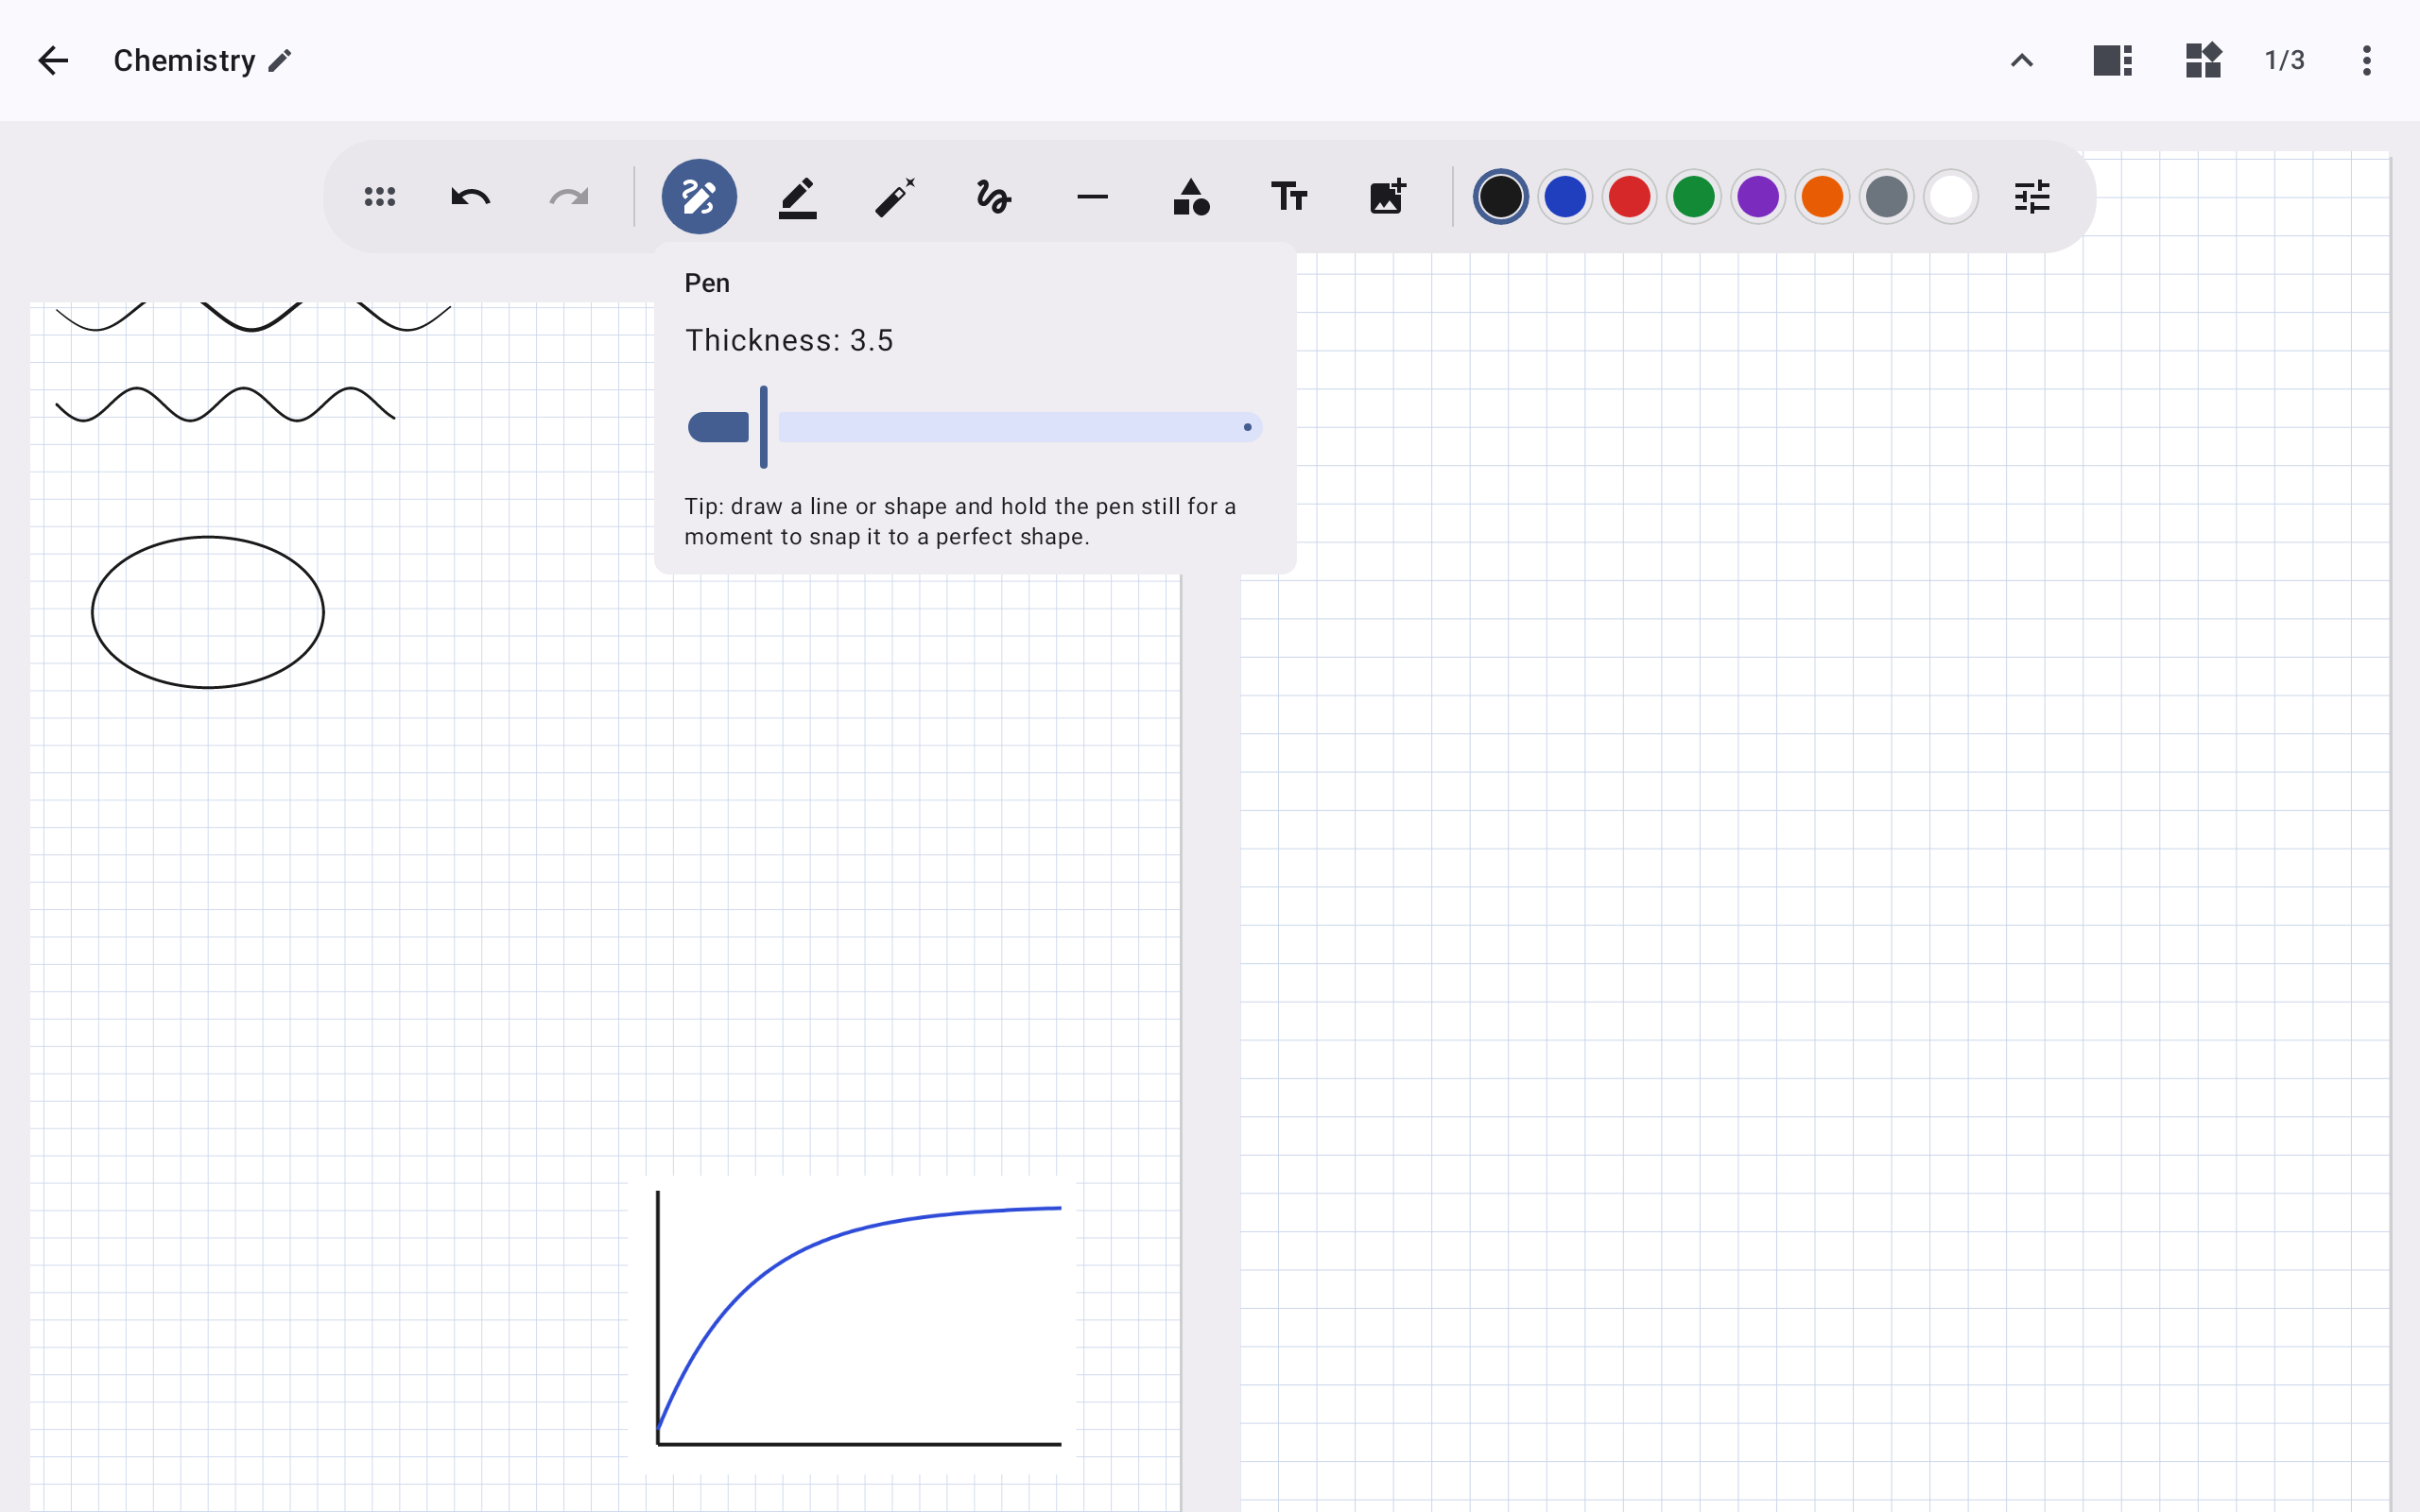 Chemistry
1/3
Pen
Thickness: 3.5
Tip: draw a line or shape and hold the pen still for a
moment to snap it to a perfect shape.